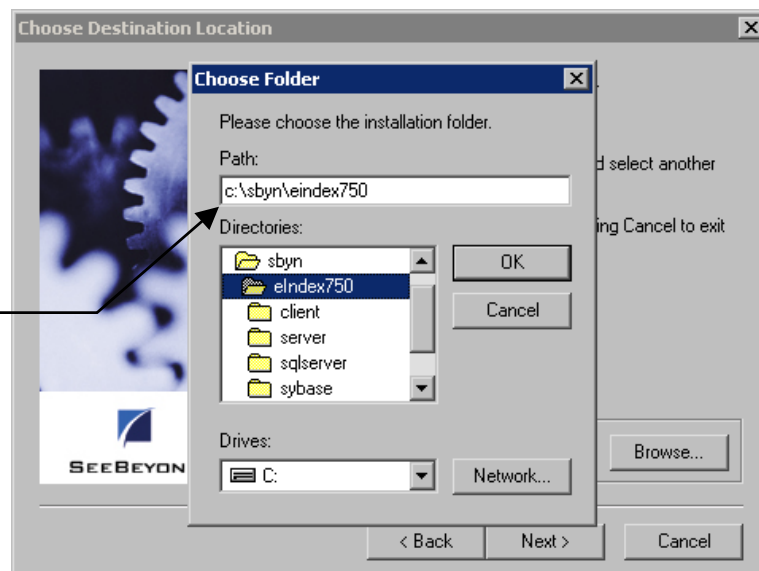 Choose Destination Location
Choose Folder
Please choose the installation folder.
Path:
d select another
c:\sbyn\eindex750
Directories:
ing Cancel to exit
sbyn
OK
eIndex750
client
Cancel
server
sqlserver
sybase
Drives:
Browse...
SEEBEYON
C:
Network...
< Back
Next >
Cancel